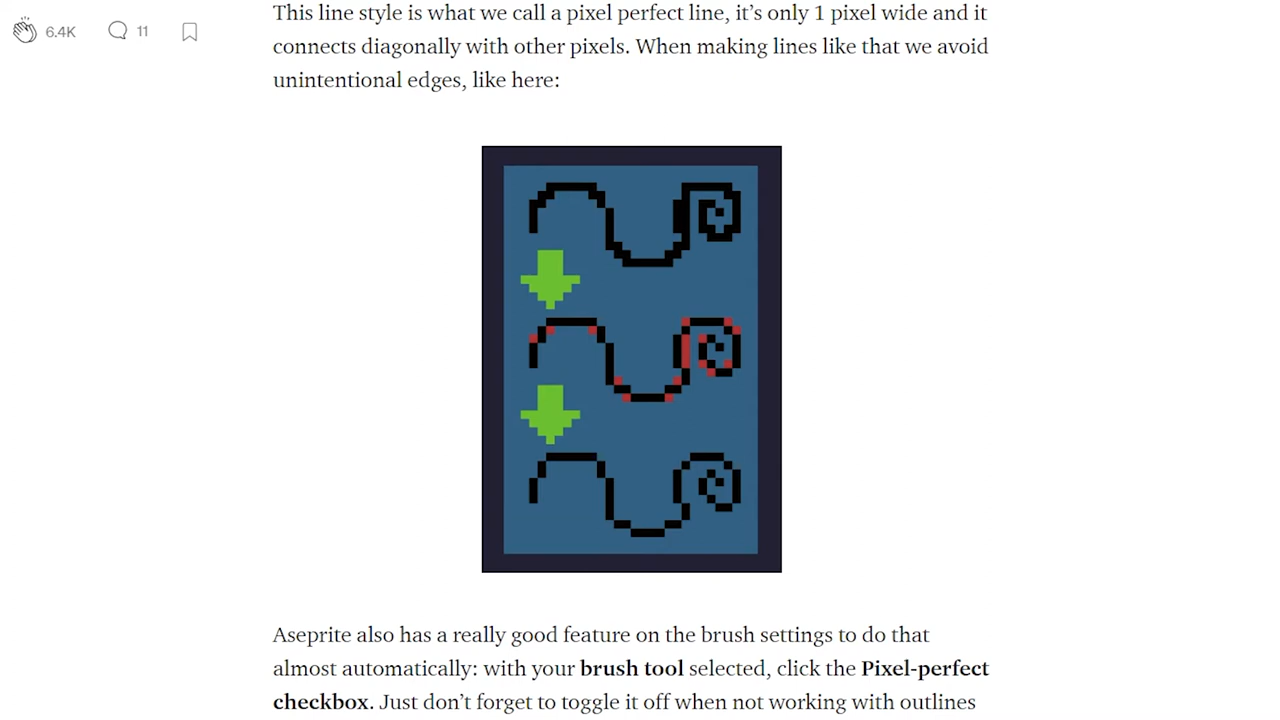 This line style is what we call a pixel perfect line, it’s only 1 pixel wide and it
6.4K
11
connects diagonally with other pixels. When making lines like that we avoid
unintentional edges, like here:
Aseprite also has a really good feature on the brush settings to do that
almost automatically: with your brush tool selected, click the Pixel-perfect
checkbox. Just don’t forget to toggle it off when not working with outlines